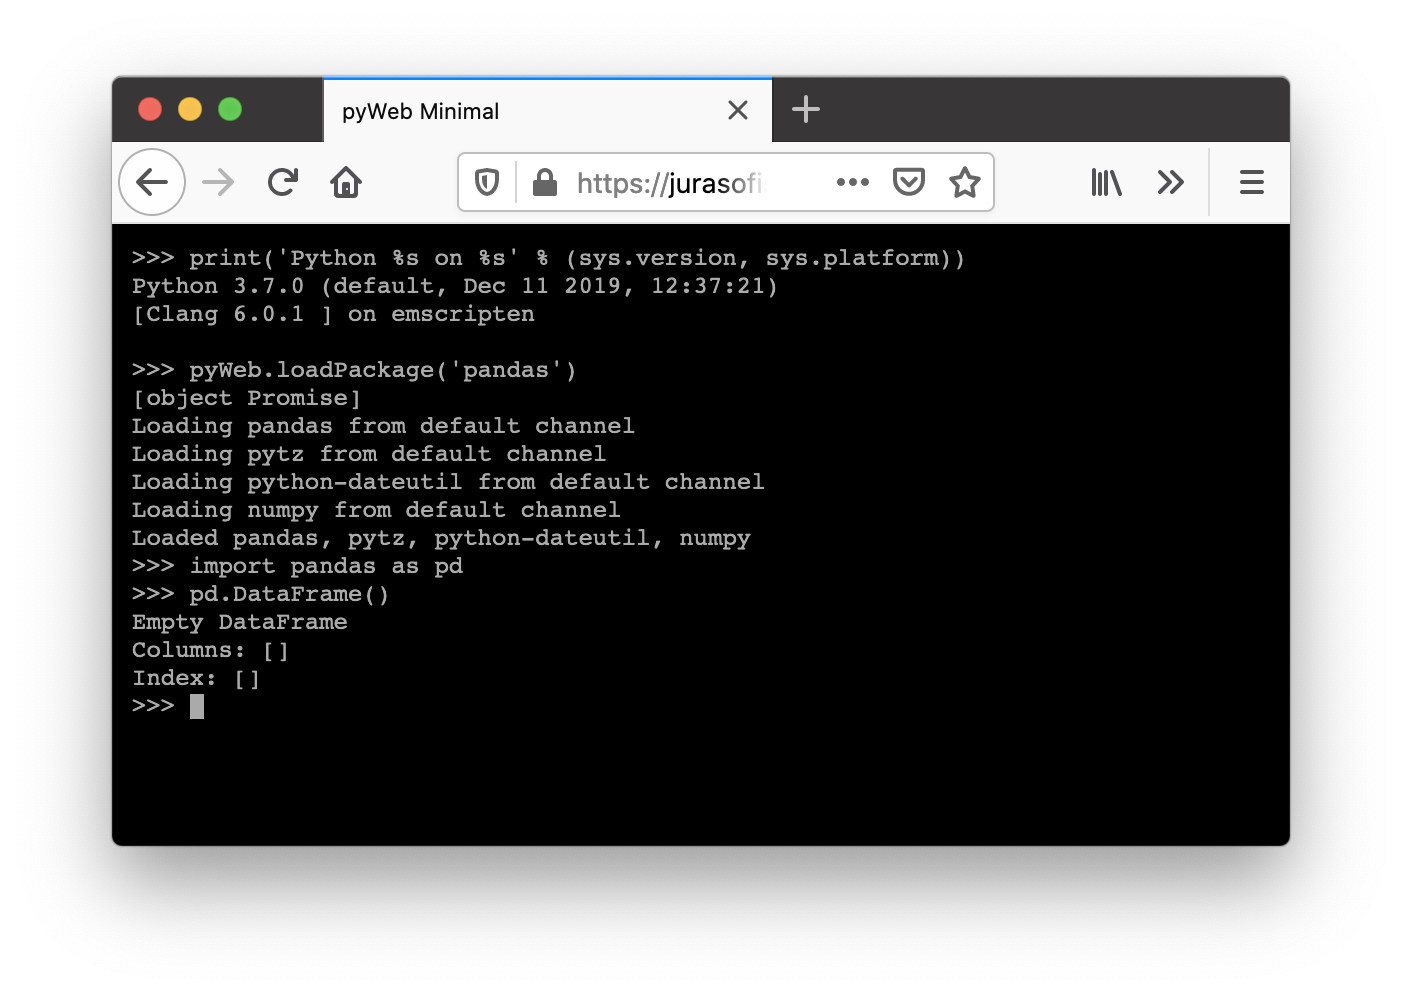 pyWeb Minimal
https://jurasofi
>>> print('Python %s on %s' % (sys.version, sys.platform))
Python 3.7.0 (default, Dec 11 2019, 12:37:21)
[Clang 6.0.1 ] on emscripten
>>> pyWeb.loadPackage('pandas')
[object Promise]
Loading pandas from default channel
Loading pytz from default channel
Loading python-dateutil from default channel
Loading numpy from default channel
Loaded pandas, pytz, python-dateutil, numpy
>>> import pandas as pd
>>> pd.DataFrame()
Empty DataFrame
Columns: []
Index: []
>>>